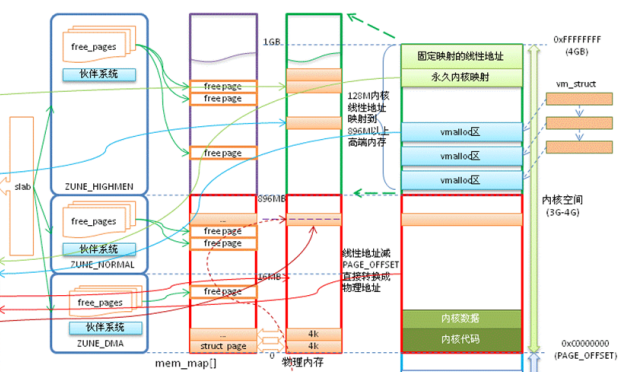 free_pages
伙伴系统
ZUNE_HIGHMEN
slab
free_pages
伙伴系统
ZUNE_NORMAL
free_pages
伙伴系统
ZUNE_DMA
1GB
free page
free page
free page
896MB
...
free page
free page
16MB
free page
...
struct page
0
4k
4k
mem_map[]
物理内存
128M内核
线性地址
映射到
896M以上
高端内存
线性地址减
PAGE_OFFSET
直接转换成
物理地址
固定映射的线性地址
永久内核映射
vmalloc区
vmalloc区
vmalloc区
内核数据
内核代码
0xFFFFFFFF
(4GB)
vm_struct
内核空间
(3G-4G)
0xC0000000
(PAGE_OFFSET)